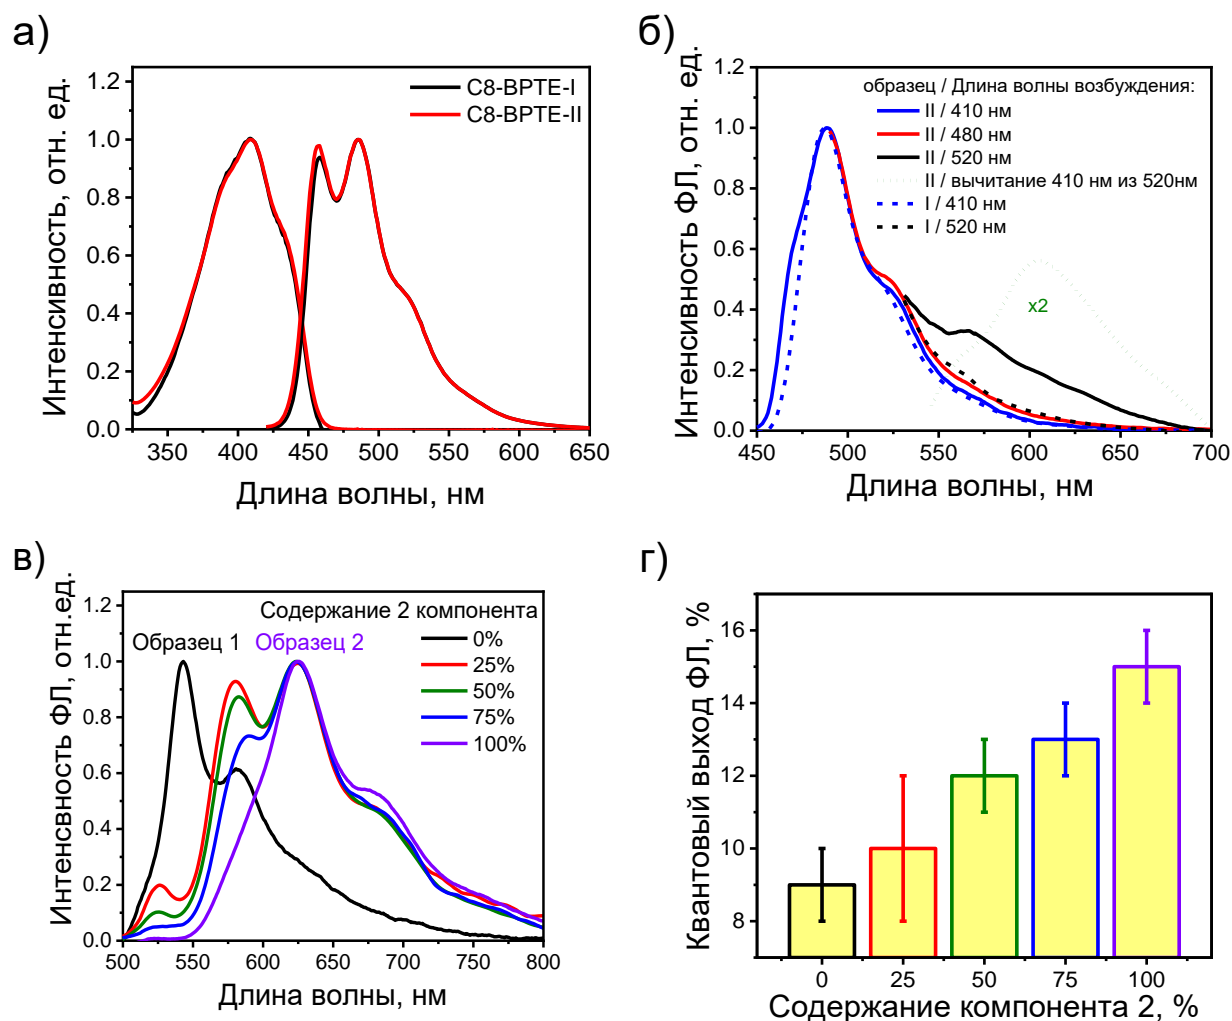 а)
Интенсивность, отн. ед.
1.2
1.0
0.8
0.6
0.4
0.2
0.0
C8-BPTE-I
C8-BPTE-II
350 400 450 500 550 600 650
Длина волны, нм
б)
Интенсивность ФЛ, отн. ед.
1.2
1.0
0.8
0.6
0.4
0.2
0.0
образец / Длина волны возбуждения:
II / 410 нм
II / 480 нм
II / 520 нм
II / вычитание 410 нм из 520нм
I / 410 нм
I / 520 нм
x2
450 500 550 600 650 700
Длина волны, нм
в)
Интенсвность ФЛ, отн.ед.
1.2
1.0
0.8
0.6
0.4
0.2
0.0
Содержание 2 компонента
Образец 1 Образец 2
0%
25%
50%
75%
100%
500 550 600 650 700 750 800
Длина волны, нм
г)
Квантовый выход ФЛ, %
16
14
12
10
8
0 25 50 75 100
Содержание компонента 2, %